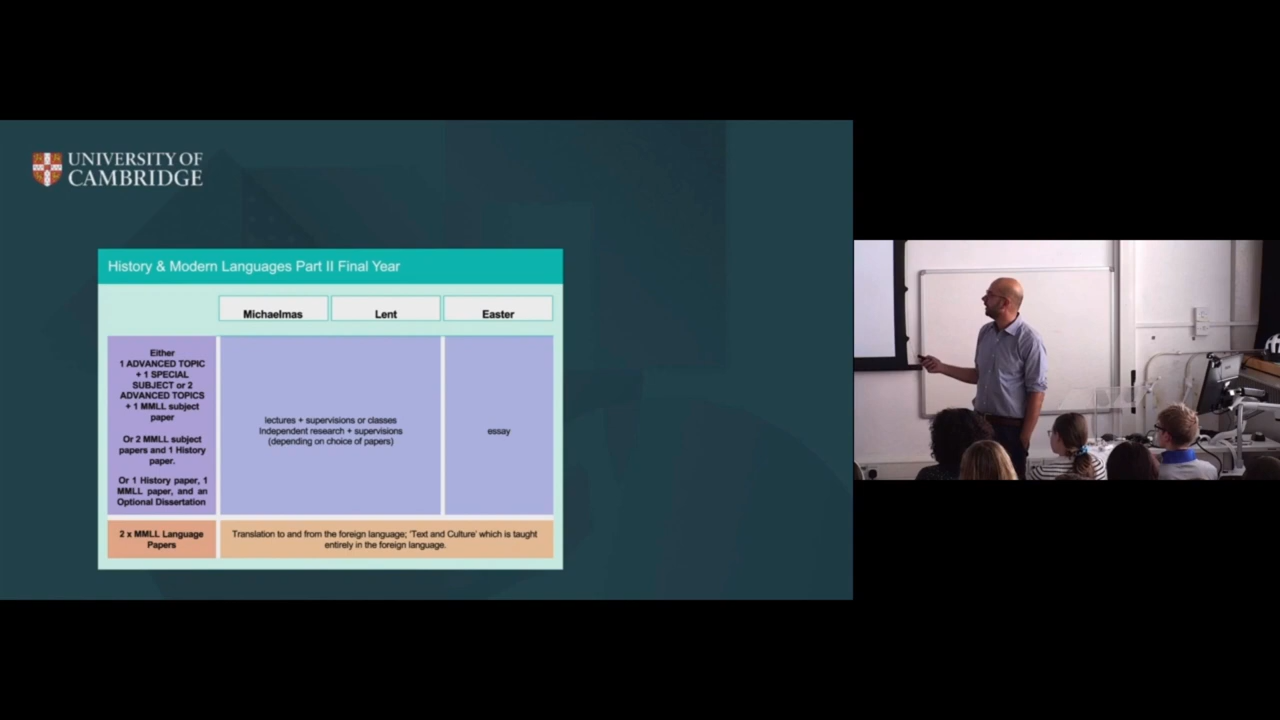 UNIVERSITY OF
CAMBRIDGE
History & Modern Languages Part II Final Year
Michaelmas
Lent
Easter
Either
1 ADVANCED TOPIC
+ 1 SPECIAL
SUBJECT or 2
ADVANCED TOPICS
+ 1 MMLL subject
paper
Or 2 MMLL subject
papers and 1 History
paper.
Or 1 History paper, 1
MMLL paper, and an
Optional Dissertation
lectures + supervisions or classes
Independent research + supervisions
(depending on choice of papers)
essay
2 x MMLL Language
Papers
Translation to and from the foreign language; 'Text and Culture' which is taught
entirely in the foreign language.